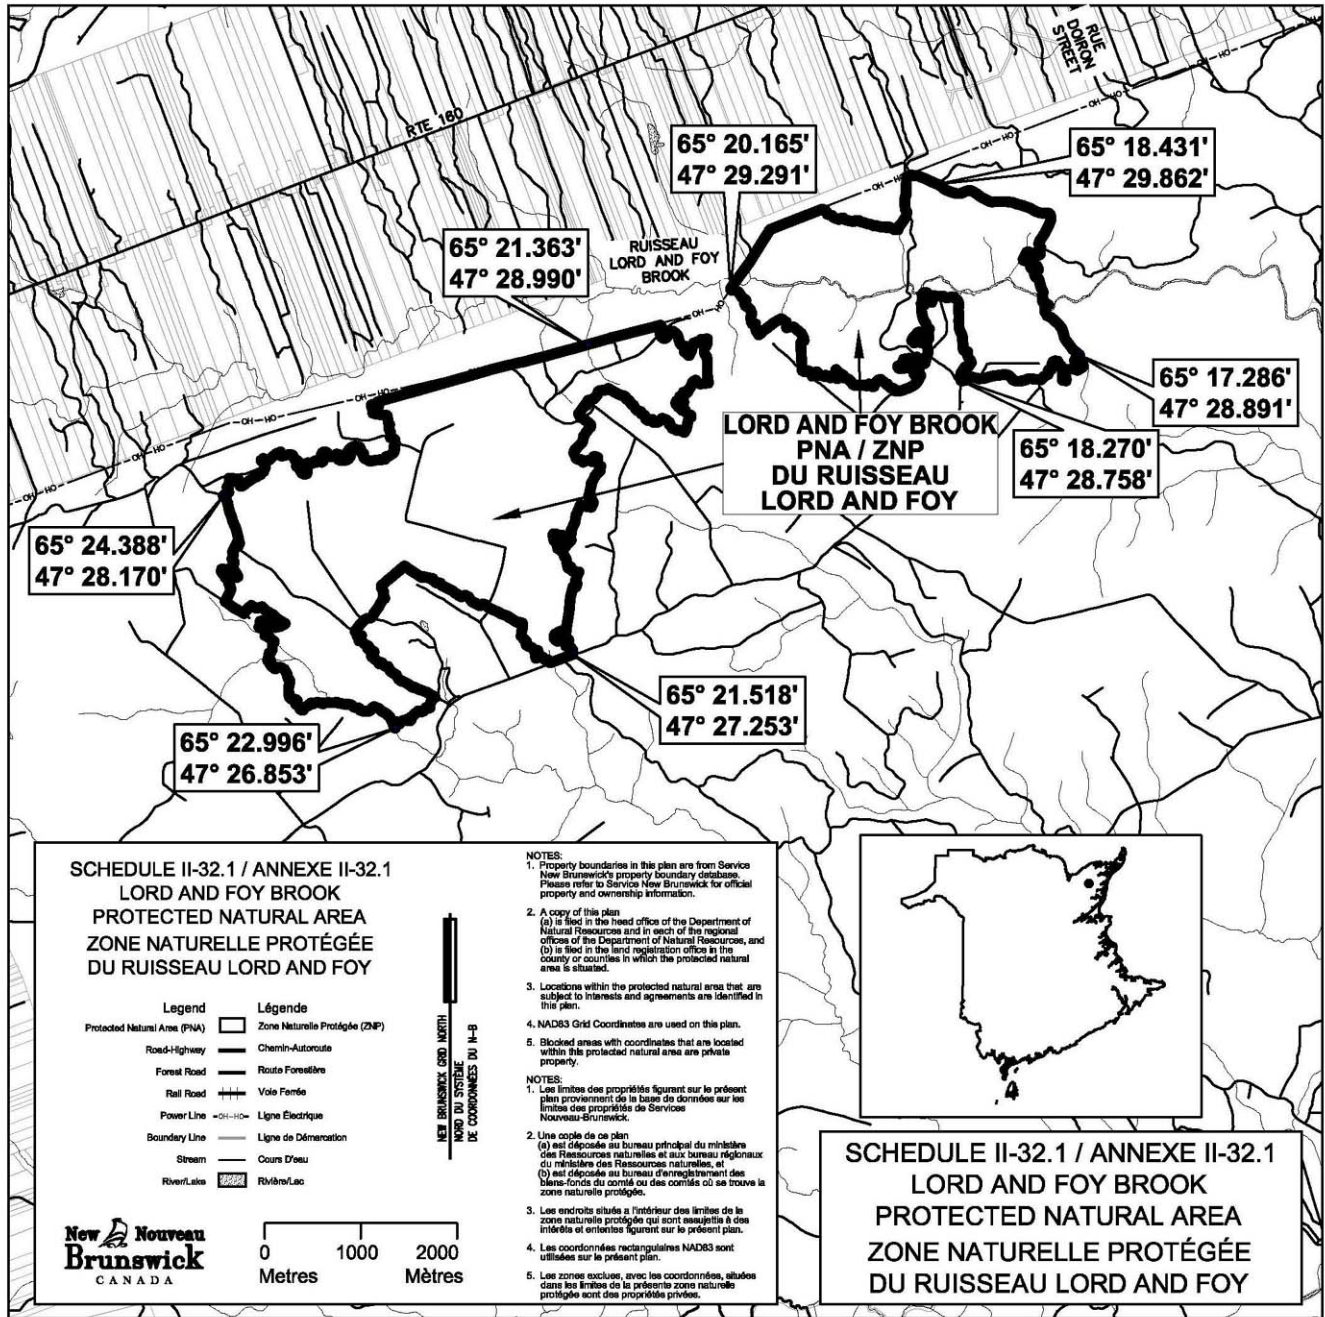 RUE
DOIRON
STREET
RTE 160
OH-HO
65° 20.165'
47° 29.291'
65° 18.431'
47° 29.862'
65° 21.363'
47° 28.990'
RUISSEAU
LORD AND FOY
BROOK
65° 17.286'
47° 28.891'
LORD AND FOY BROOK
PNA / ZNP
DU RUISSEAU
LORD AND FOY
65° 18.270'
47° 28.758'
65° 24.388'
47° 28.170'
65° 21.518'
47° 27.253'
65° 22.996'
47° 26.853'
SCHEDULE II-32.1 / ANNEXE II-32.1
LORD AND FOY BROOK
PROTECTED NATURAL AREA
ZONE NATURELLE PROTÉGÉE
DU RUISSEAU LORD AND FOY
Legend Légende
Protected Natural Area (PNA) Zone Naturelle Protégée (ZNP)
Road-Highway Chemin-Autoroute
Forest Road Route Forestière
Rail Road Voie Ferrée
Power Line -OH-HO- Ligne Électrique
Boundary Line Ligne de Démarcation
Stream Cours D'eau
River/Lake Rivière/Lac
NEW BRUNSWICK GRID NORTH
NORD DU SYSTÈME
DE COORDONNÉES DU N-B
New Nouveau
Brunswick
CANADA
0 1000 2000
Metres Mètres
NOTES:
1. Property boundaries in this plan are from Service
New Brunswick's property boundary database.
Please refer to Service New Brunswick for official
property and ownership information.
2. A copy of this plan
(a) is filed in the head office of the Department of
Natural Resources and in each of the regional
offices of the Department of Natural Resources, and
(b) is filed in the land registration office in the
county or counties in which the protected natural
area is situated.
3. Locations within the protected natural area that are
subject to interests and agreements are identified in
this plan.
4. NAD83 Grid Coordinates are used on this plan.
5. Blocked areas with coordinates that are located
within this protected natural area are private
property.
NOTES:
1. Les limites des propriétés figurant sur le présent
plan proviennent de la base de données sur les
limites des propriétés de Services
Nouveau-Brunswick.
2. Une copie de ce plan
(a) est déposée au bureau principal du ministère
des Ressources naturelles et aux bureau régionaux
du ministère des Ressources naturelles, et
(b) est déposée au bureau d'enregistrement des
biens-fonds du comté ou des comtés où se trouve la
zone naturelle protégée.
3. Les endroits situés a l'intérieur des limites de la
zone naturelle protégée qui sont assujettis à des
intérêts et ententes figurent sur le présent plan.
4. Les coordonnées rectangulaires NAD83 sont
utilisées sur le présent plan.
5. Les zones exclues, avec les coordonnées, situées
dans les limites de la présente zone naturelle
protégée sont des propriétés privées.
SCHEDULE II-32.1 / ANNEXE II-32.1
LORD AND FOY BROOK
PROTECTED NATURAL AREA
ZONE NATURELLE PROTÉGÉE
DU RUISSEAU LORD AND FOY